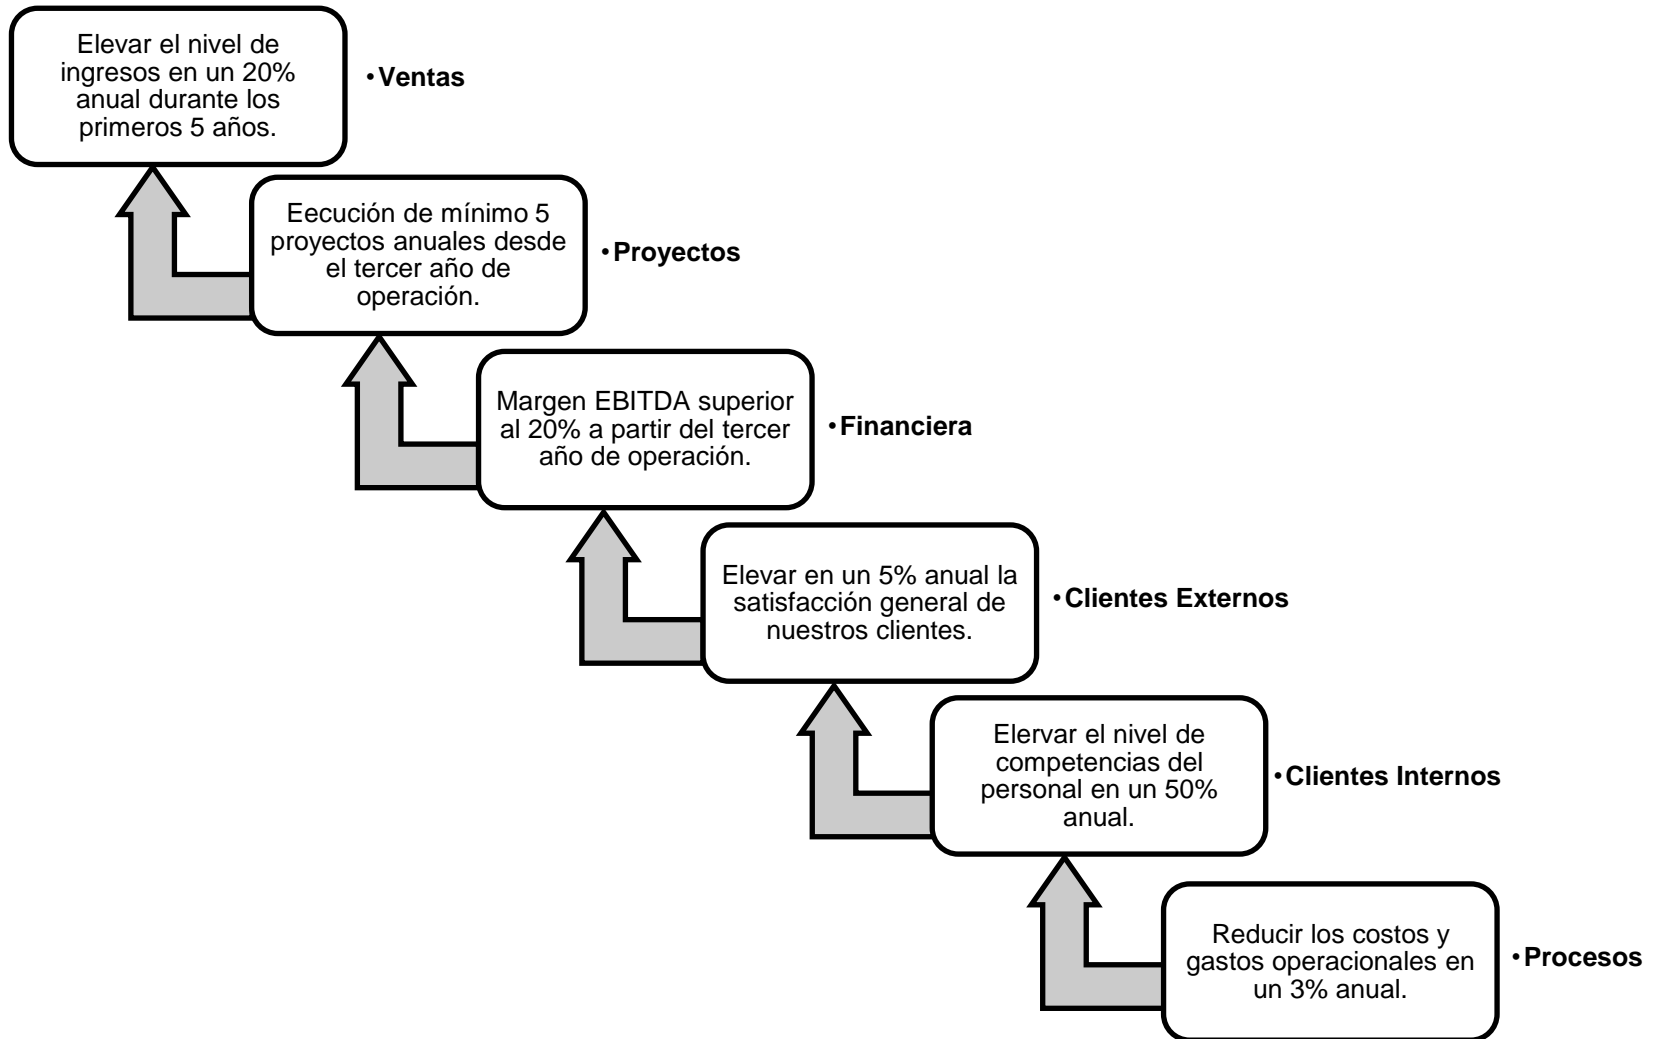 Elevar el nivel de
ingresos en un 20%
anual durante los
primeros 5 años.
•Ventas
Eecución de mínimo 5
proyectos anuales desde
el tercer año de
operación.
•Proyectos
Margen EBITDA superior
al 20% a partir del tercer
año de operación.
•Financiera
Elevar en un 5% anual la
satisfacción general de
nuestros clientes.
•Clientes Externos
Elervar el nivel de
competencias del
personal en un 50%
anual.
•Clientes Internos
Reducir los costos y
gastos operacionales en
un 3% anual.
•Procesos